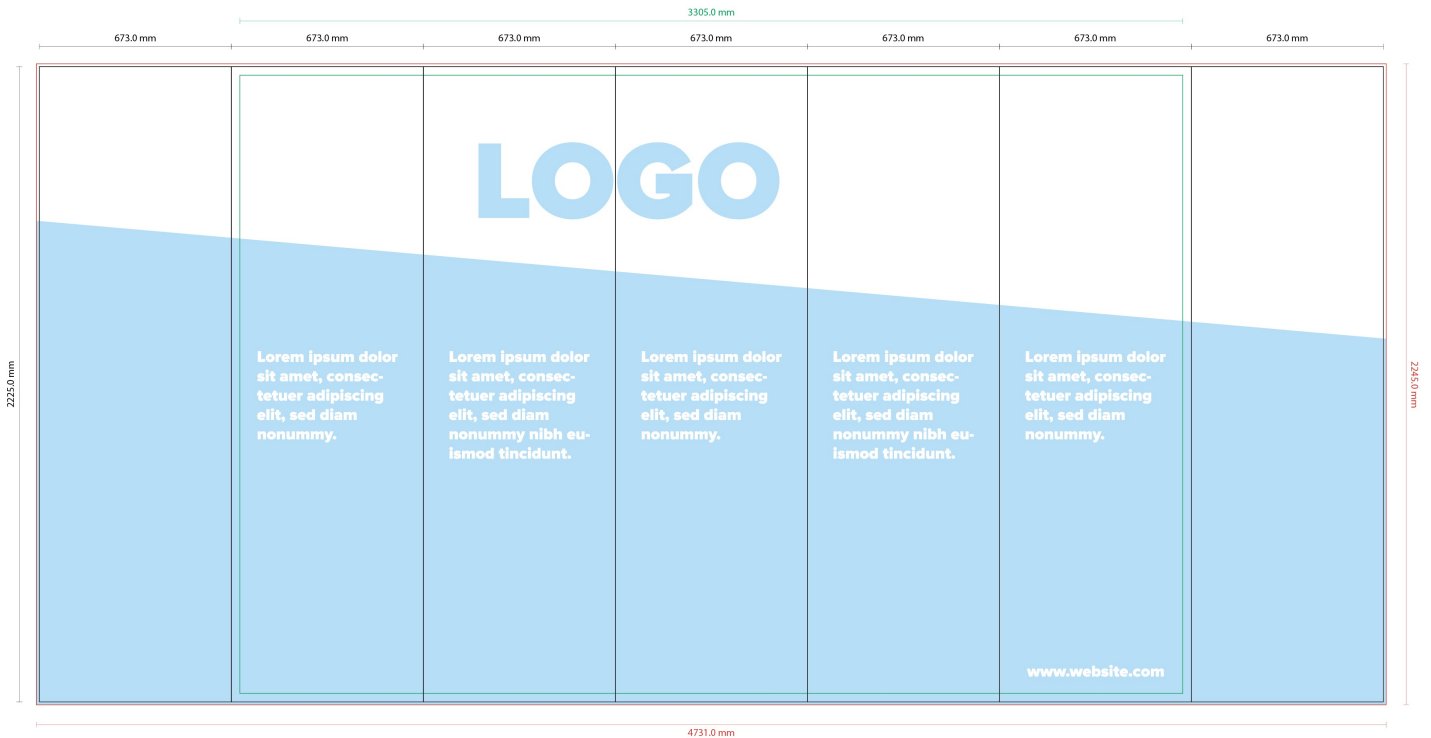 3305.0 mm
673.0 mm 673.0 mm 673.0 mm 673.0 mm 673.0 mm 673.0 mm 673.0 mm
LOGO
Lorem ipsum dolor
sit amet, consec-
tetuer adipiscing
elit, sed diam
nonummy.
Lorem ipsum dolor
sit amet, consec-
tetuer adipiscing
elit, sed diam
nonummy nibh eu-
ismod tincidunt.
Lorem ipsum dolor
sit amet, consec-
tetuer adipiscing
elit, sed diam
nonummy.
Lorem ipsum dolor
sit amet, consec-
tetuer adipiscing
elit, sed diam
nonummy nibh eu-
ismod tincidunt.
Lorem ipsum dolor
sit amet, consec-
tetuer adipiscing
elit, sed diam
nonummy.
2225.0 mm
2245.0 mm
www.website.com
4731.0 mm